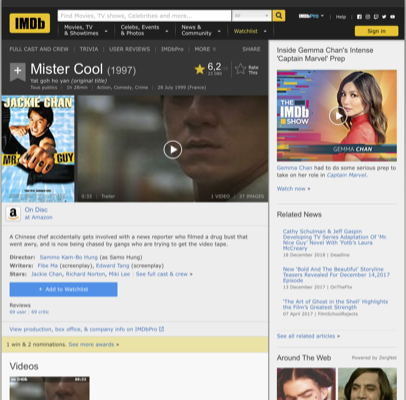 IMDb
Find Movies, TV shows, Celebrities and more...
All
IMDbPro
Help
Movies, TV
& Showtimes
Celebs, Events
& Photos
News &
Community
Watchlist
Sign in
FULL CAST AND CREW | TRIVIA | USER REVIEWS | IMDbPro | MORE
SHARE
Mister Cool (1997)
Yat goh ho yan (original title)
Tous publics | 1h 28min | Action, Comedy, Crime | 28 July 1999 (France)
6,2
Rate
This
JACKIE CHAN
MR
GUY
0:33 | Trailer
1 VIDEO | 37 IMAGES
On Disc
at Amazon
A Chinese chef accidentally gets involved with a news reporter who filmed a drug bust that
went awry, and is now being chased by gangs who are trying to get the video tape.
Director: Sammo Kam-Bo Hung (as Samo Hung)
Writers: Fibe Ma (screenplay), Edward Tang (screenplay)
Stars: Jackie Chan, Richard Norton, Miki Lee | See full cast & crew »
+ Add to Watchlist
Reviews
69 user | 69 critic
View production, box office, & company info on IMDbPro
1 win & 2 nominations. See more awards »
Videos
Inside Gemma Chan's Intense
'Captain Marvel' Prep
THE
IMDb
SHOW
GEMMA CHAN
Gemma Chan had to do some serious prep to
take on her role in Captain Marvel.
Watch now »
Related News
Cathy Schulman & Jeff Gaspin
Developing TV Series Adaptation Of 'Mr.
Nice Guy' Novel With 'Polti's Laura
McCreary
18 December 2018 | Deadline
New 'Bold And The Beautiful' Storyline
Teasers Revealed For December 14,2017
Episode
13 December 2017 | OnTheFlix
'The Art of Ghost in the Shell' Highlights
the Film's Greatest Strength
07 April 2017 | FilmSchoolRejects
See all related articles »
Around The Web
Powered by ZergNet